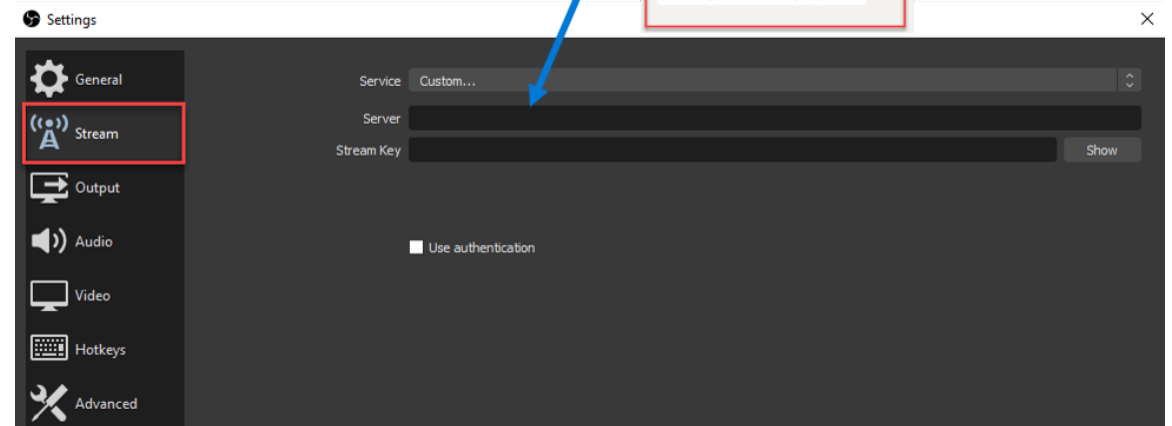 Settings
General
Service Custom...
Stream
Server
Stream Key Show
Output
Audio
Use authentication
Video
Hotkeys
Advanced